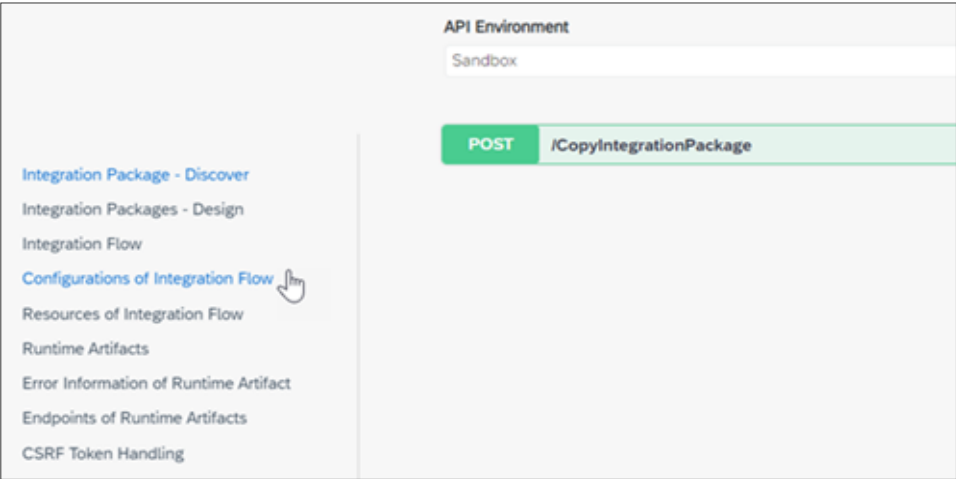 API Environment
Sandbox
POST /CopyIntegrationPackage
Integration Package - Discover
Integration Packages - Design
Integration Flow
Configurations of Integration Flow
Resources of Integration Flow
Runtime Artifacts
Error Information of Runtime Artifact
Endpoints of Runtime Artifacts
CSRF Token Handling